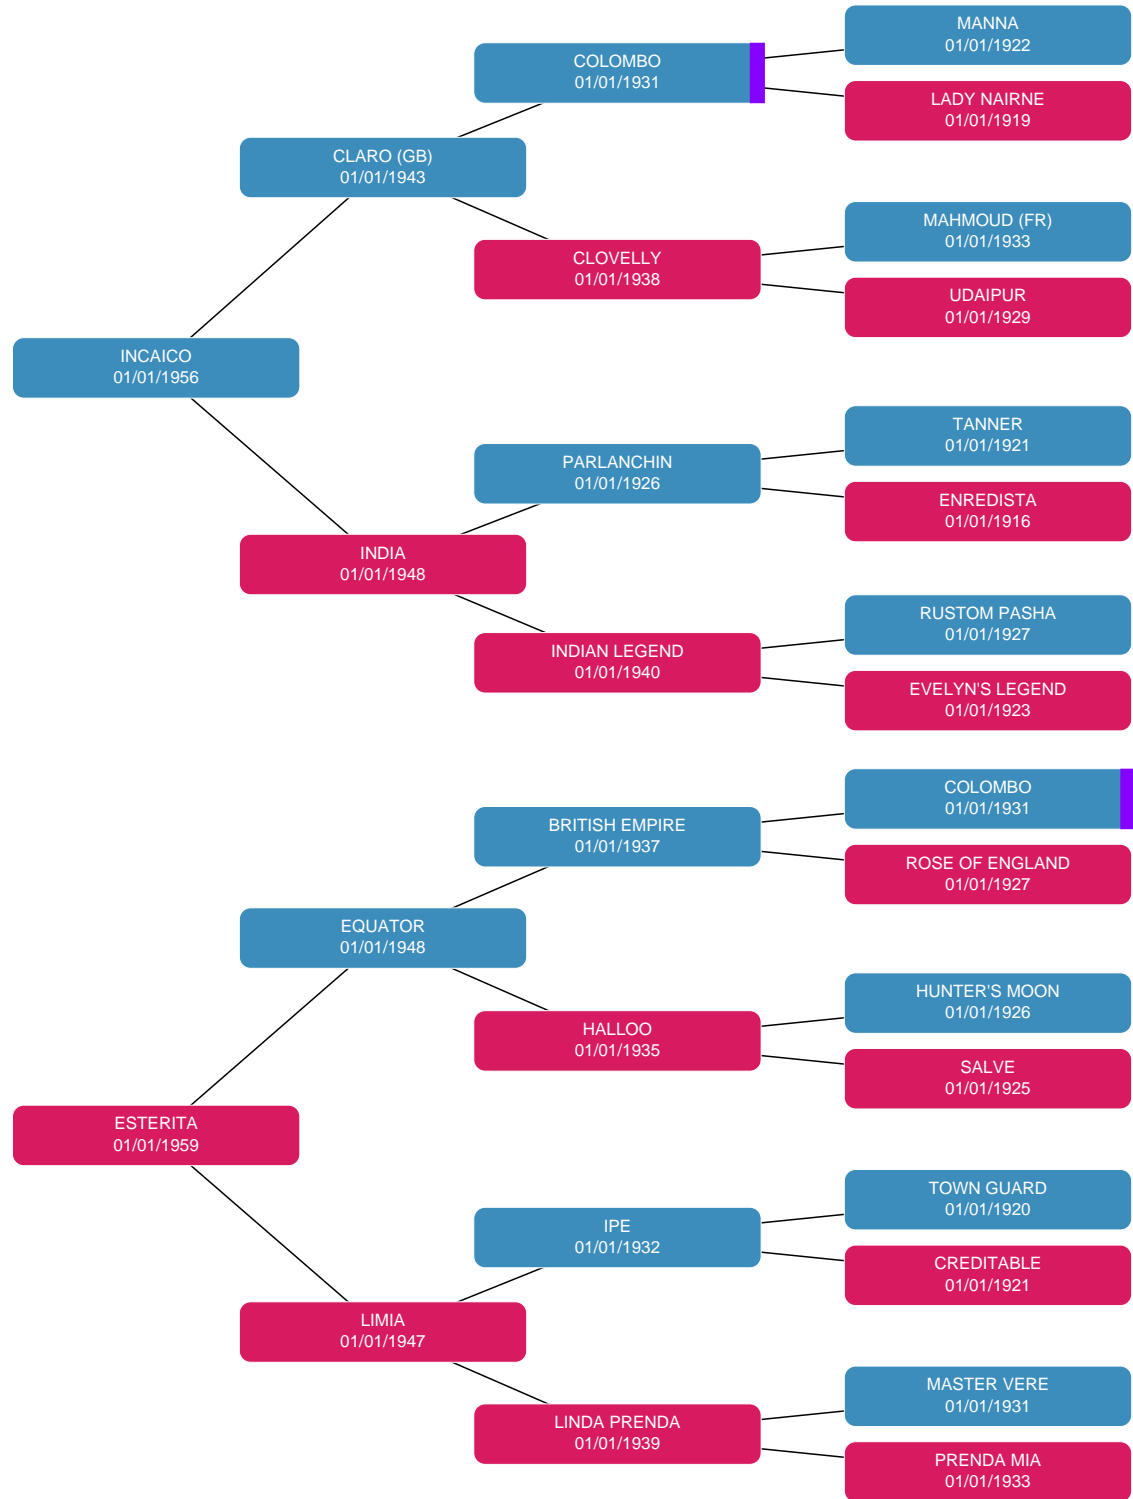 MANNA
01/01/1922
COLOMBO
01/01/1931
LADY NAIRNE
01/01/1919
CLARO (GB)
01/01/1943
MAHMOUD (FR)
01/01/1933
CLOVELLY
01/01/1938
UDAIPUR
01/01/1929
INCAICO
01/01/1956
TANNER
01/01/1921
PARLANCHIN
01/01/1926
ENREDISTA
01/01/1916
INDIA
01/01/1948
RUSTOM PASHA
01/01/1927
INDIAN LEGEND
01/01/1940
EVELYN'S LEGEND
01/01/1923
COLOMBO
01/01/1931
BRITISH EMPIRE
01/01/1937
ROSE OF ENGLAND
01/01/1927
EQUATOR
01/01/1948
HUNTER'S MOON
01/01/1926
HALLOO
01/01/1935
SALVE
01/01/1925
ESTERITA
01/01/1959
TOWN GUARD
01/01/1920
IPE
01/01/1932
CREDITABLE
01/01/1921
LIMIA
01/01/1947
MASTER VERE
01/01/1931
LINDA PRENDA
01/01/1939
PRENDA MIA
01/01/1933